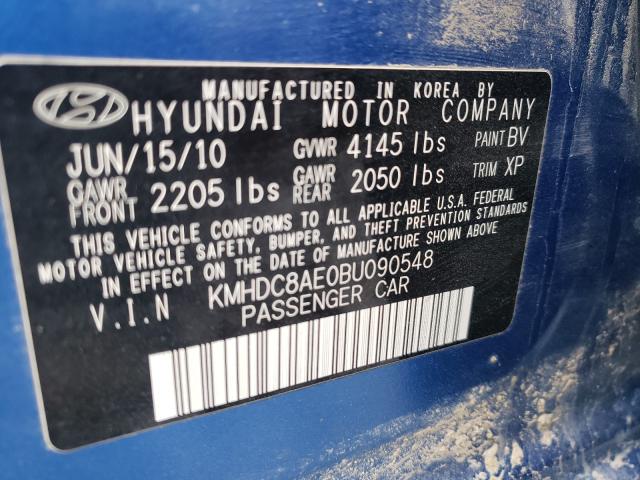 MANUFACTURED IN KOREA BY
HYUNDAI MOTOR COMPANY
JUN/15/10 GVWR 4145 lbs PAINT BV
GAWR FRONT 2205 lbs GAWR REAR 2050 lbs TRIM XP
THIS VEHICLE CONFORMS TO ALL APPLICABLE U.S.A. FEDERAL
MOTOR VEHICLE SAFETY, BUMPER, AND THEFT PREVENTION STANDARDS
IN EFFECT ON THE DATE OF MANUFACTURE SHOWN ABOVE.
V.I.N KMHDC8AE0BU090548
PASSENGER CAR